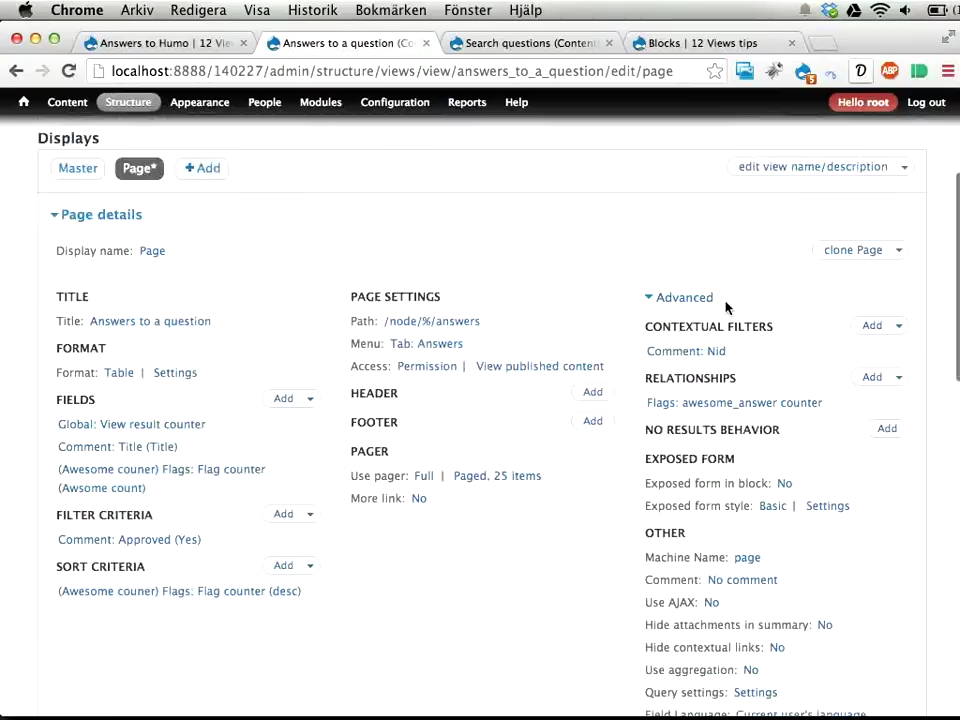 Chrome Arkiv Redigera Visa Historik Bokmärken Fönster Hjälp
Answers to Humo | 12 View × Answers to a question (Co × Search questions (Content × Blocks | 12 Views tips ×
localhost:8888/140227/admin/structure/views/view/answers_to_a_question/edit/page
5 D ABP
Content Structure Appearance People Modules Configuration Reports Help Hello root Log out
Displays
Master Page* + Add edit view name/description
Page details
Display name: Page clone Page
TITLE
Title: Answers to a question
FORMAT
Format: Table | Settings
FIELDS Add
Global: View result counter
Comment: Title (Title)
(Awesome couner) Flags: Flag counter
(Awsome count)
FILTER CRITERIA Add
Comment: Approved (Yes)
SORT CRITERIA Add
(Awesome couner) Flags: Flag counter (desc)
PAGE SETTINGS
Path: /node/%/answers
Menu: Tab: Answers
Access: Permission | View published content
HEADER Add
FOOTER Add
PAGER
Use pager: Full | Paged, 25 items
More link: No
Advanced
CONTEXTUAL FILTERS Add
Comment: Nid
RELATIONSHIPS Add
Flags: awesome_answer counter
NO RESULTS BEHAVIOR Add
EXPOSED FORM
Exposed form in block: No
Exposed form style: Basic | Settings
OTHER
Machine Name: page
Comment: No comment
Use AJAX: No
Hide attachments in summary: No
Hide contextual links: No
Use aggregation: No
Query settings: Settings
Field Language: Current user's language